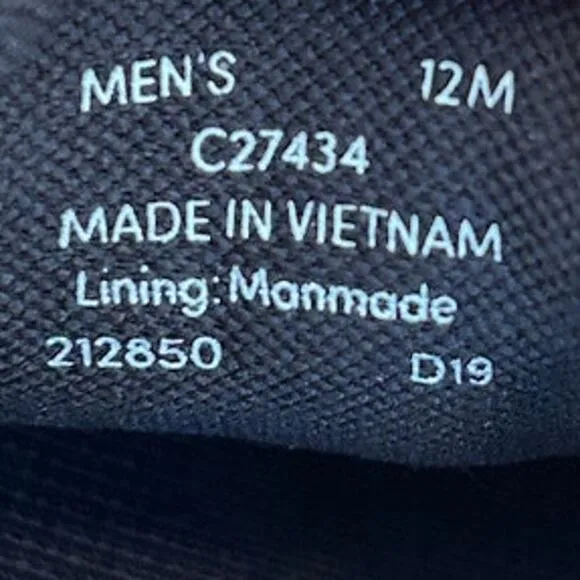 MEN'S 12M
C27434
MADE IN VIETNAM
Lining: Manmade
212850 D19